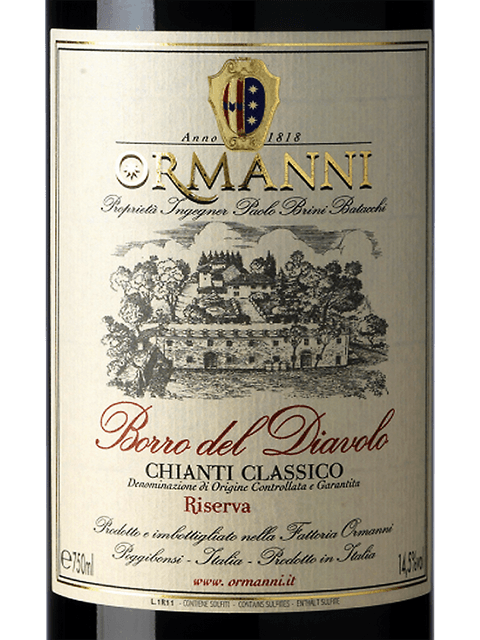 Anno 1818
ORMANNI
Proprietà Ingegner Paolo Brini Batacchi
Borro del Diavolo
CHIANTI CLASSICO
Denominazione di Origine Controllata e Garantita
Riserva
Prodotto e imbottigliato nella Fattoria Ormanni
Poggibonsi - Italia - Prodotto in Italia
℮750ml 14,5%vol
www.ormanni.it
L.1R11 - CONTIENE SOLFITI - CONTAINS SULFITES - ENTHÄLT SULFITE